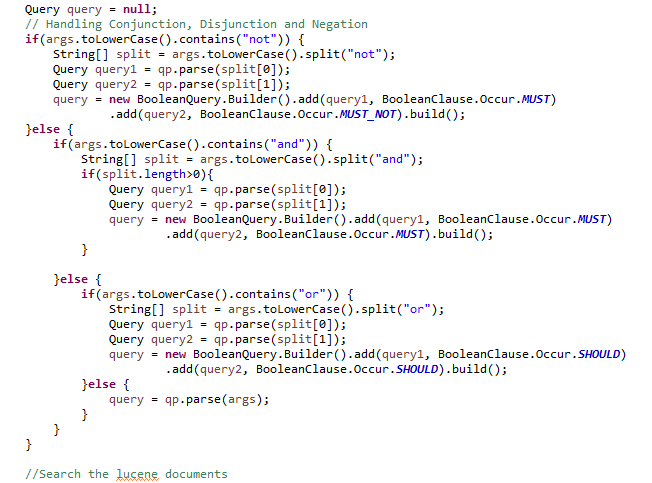 Query query = null;
// Handling Conjunction, Disjunction and Negation
if(args.toLowerCase().contains("not")) {
    String[] split = args.toLowerCase().split("not");
    Query query1 = qp.parse(split[0]);
    Query query2 = qp.parse(split[1]);
    query = new BooleanQuery.Builder().add(query1, BooleanClause.Occur.MUST)
            .add(query2, BooleanClause.Occur.MUST_NOT).build();
}else {
    if(args.toLowerCase().contains("and")) {
        String[] split = args.toLowerCase().split("and");
        if(split.length>0){
            Query query1 = qp.parse(split[0]);
            Query query2 = qp.parse(split[1]);
            query = new BooleanQuery.Builder().add(query1, BooleanClause.Occur.MUST)
                    .add(query2, BooleanClause.Occur.MUST).build();
        }
    }else {
        if(args.toLowerCase().contains("or")) {
            String[] split = args.toLowerCase().split("or");
            Query query1 = qp.parse(split[0]);
            Query query2 = qp.parse(split[1]);
            query = new BooleanQuery.Builder().add(query1, BooleanClause.Occur.SHOULD)
                    .add(query2, BooleanClause.Occur.SHOULD).build();
        }else {
            query = qp.parse(args);
        }
    }
}
//Search the lucene documents